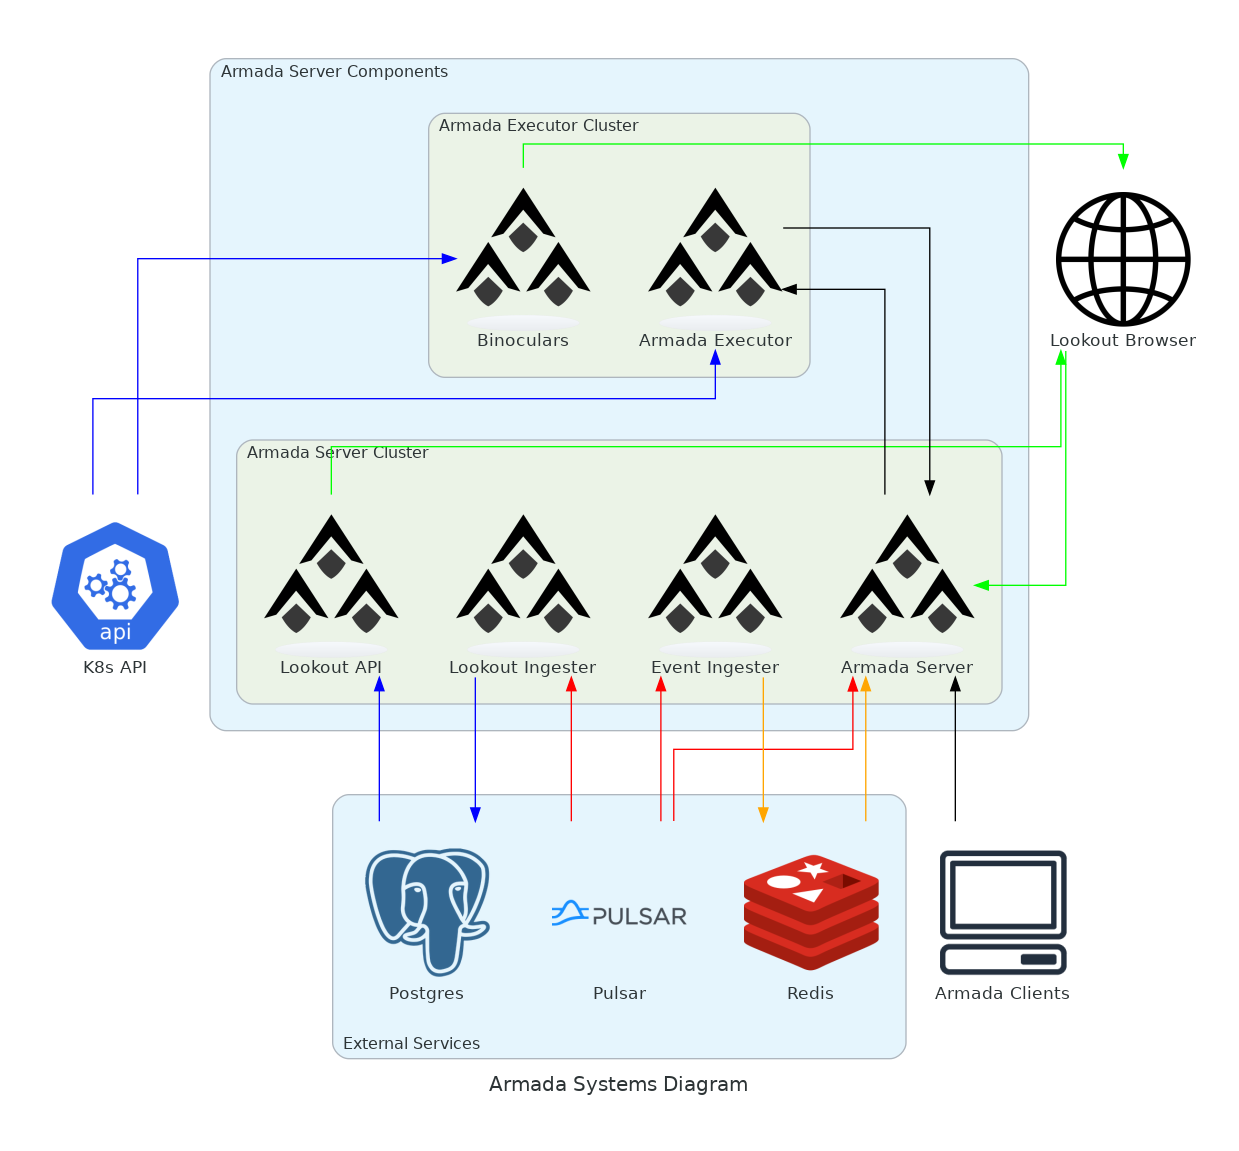 Armada Server Components
Armada Executor Cluster
Binoculars
Armada Executor
Lookout Browser
Armada Server Cluster
api
K8s API
Lookout API
Lookout Ingester
Event Ingester
Armada Server
PULSAR
Postgres
Pulsar
Redis
Armada Clients
External Services
Armada Systems Diagram